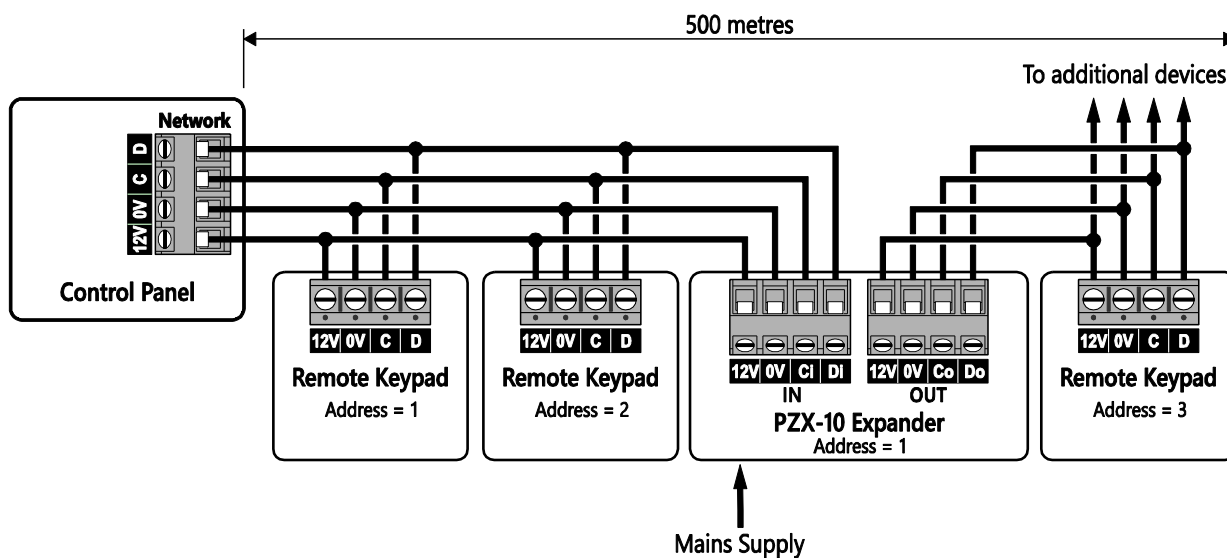 500 metres
To additional devices
Network
D
C
0V
12V
Control Panel
12V 0V C D
Remote Keypad
Address = 1
12V 0V C D
Remote Keypad
Address = 2
12V 0V Ci Di
IN
12V 0V Co Do
OUT
PZX-10 Expander
Address = 1
12V 0V C D
Remote Keypad
Address = 3
Mains Supply